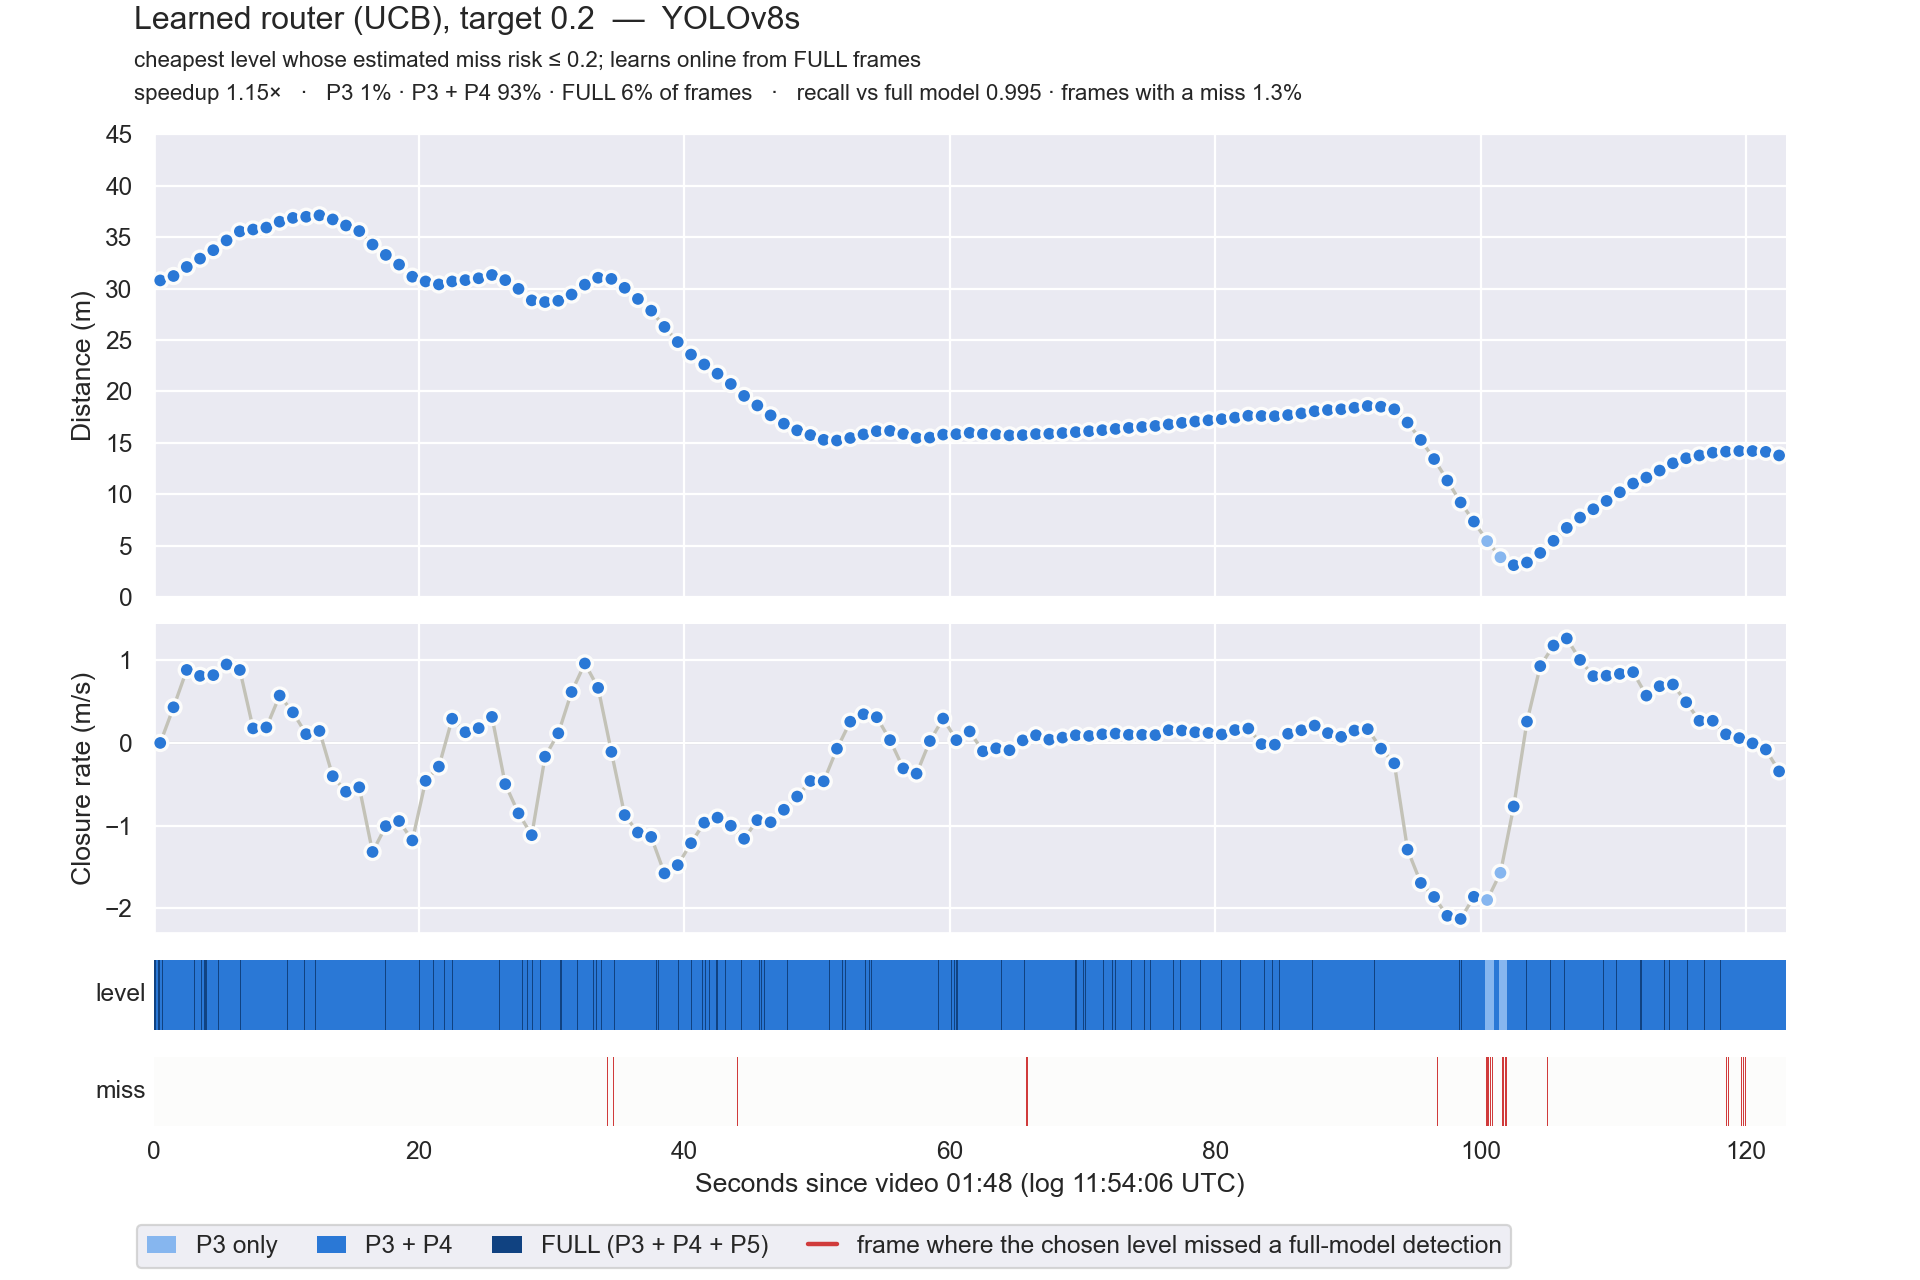 Learned router (UCB), target 0.2 — YOLOv8s
cheapest level whose estimated miss risk ≤ 0.2; learns online from FULL frames
speedup 1.15× · P3 1% · P3 + P4 93% · FULL 6% of frames · recall vs full model 0.995 · frames with a miss 1.3%
45
40
35
30
25
20
15
10
5
0
Distance (m)
1
0
−1
−2
Closure rate (m/s)
level
miss
0 20 40 60 80 100 120
Seconds since video 01:48 (log 11:54:06 UTC)
P3 only P3 + P4 FULL (P3 + P4 + P5) frame where the chosen level missed a full-model detection